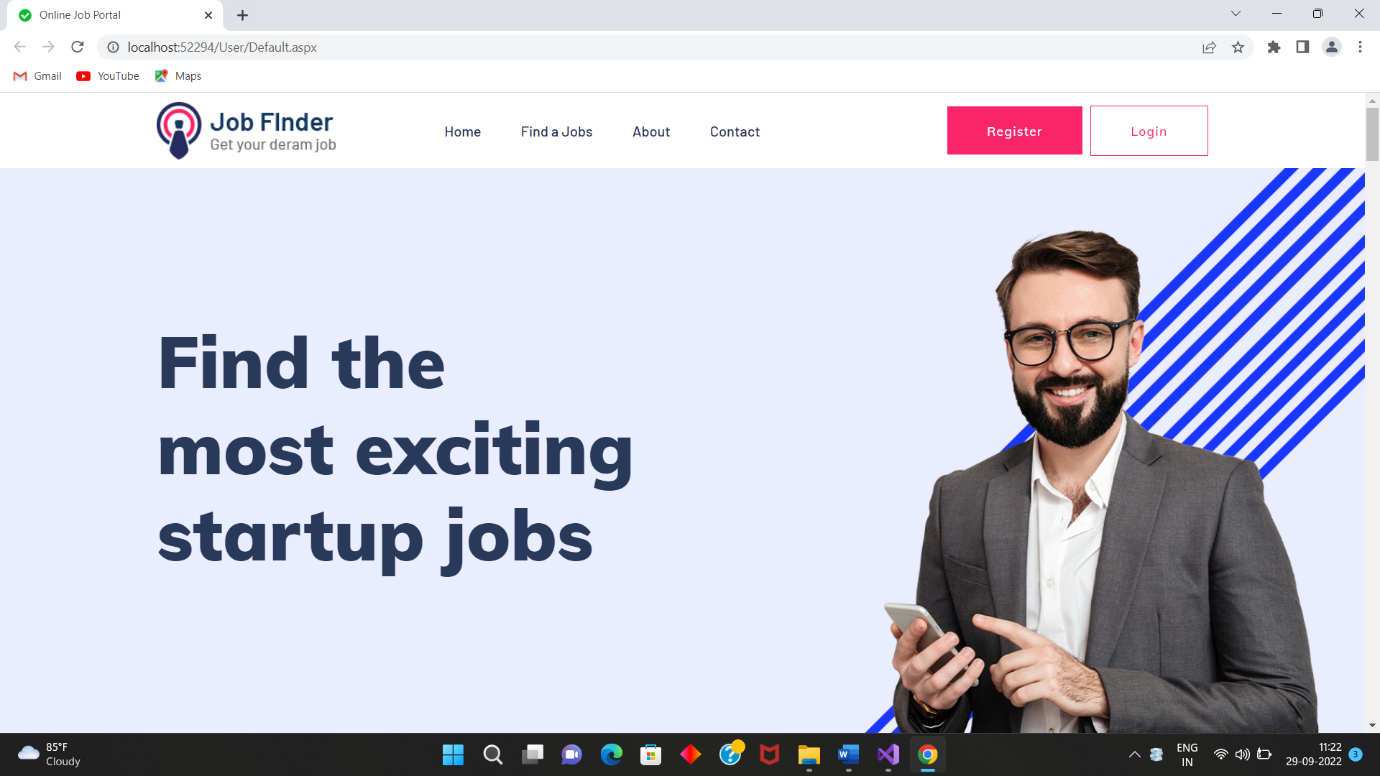 Online Job Portal
localhost:52294/User/Default.aspx
Gmail YouTube Maps
Job FInder
Get your deram job
Home Find a Jobs About Contact
Register Login
Find the
most exciting
startup jobs
85°F
Cloudy
ENG
IN
11:22
29-09-2022
3